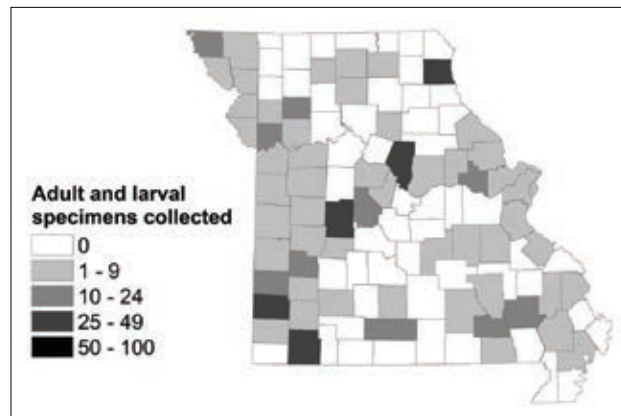 Adult and larval
specimens collected
0
1 - 9
10 - 24
25 - 49
50 - 100